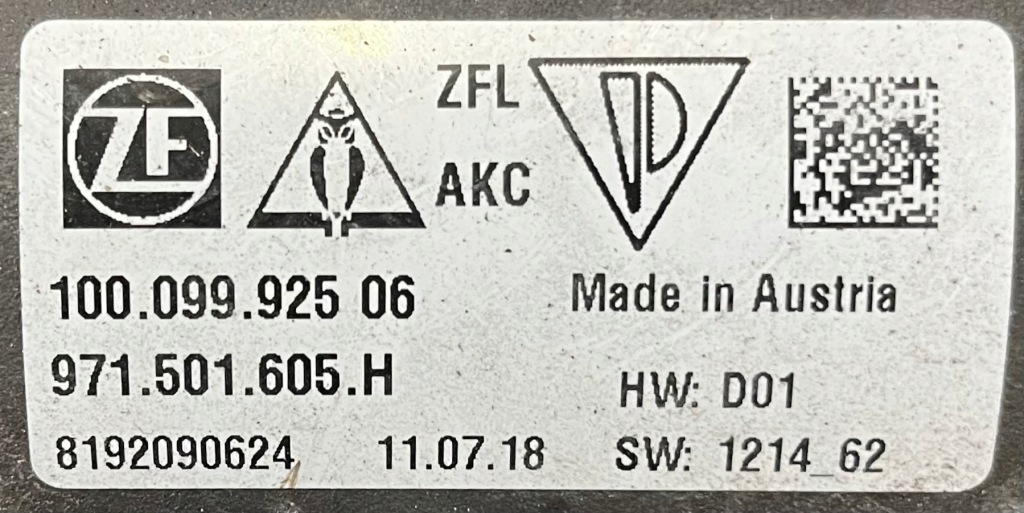 ZF
ZFL
AKC
100.099.925 06
Made in Austria
971.501.605.H
HW: D01
8192090624 11.07.18
SW: 1214_62